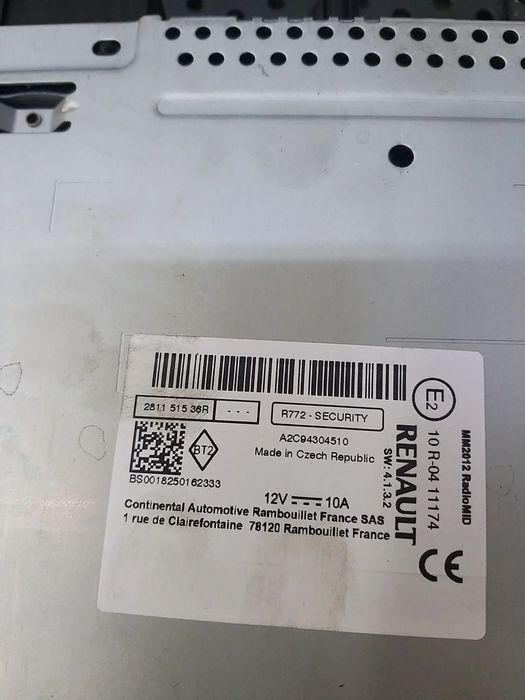 2811 515 36R
- - -
R772 - SECURITY
A2C94304510
Made in Czech Republic
BT2
BS0018250162333
12V 10A
Continental Automotive Rambouillet France SAS
1 rue de Clairefontaine 78120 Rambouillet France
SW: 4.1.3.2
RENAULT
E2
10 R-04 11174
MM2012 RadioMID
CE